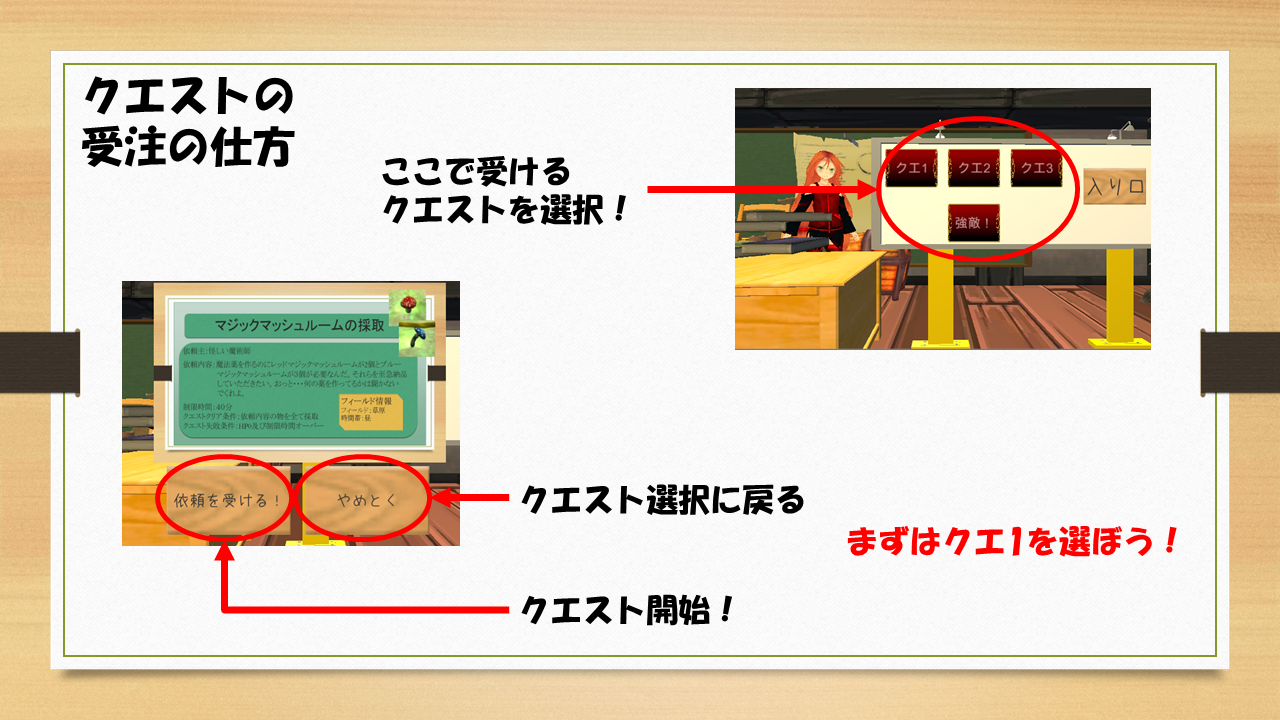 クエストの
受注の仕方
ここで受ける
クエストを選択！
クエ1
クエ2
クエ3
入り口
強敵！
マジックマッシュルームの採取
依頼主：怪しい魔術師
依頼内容：魔法薬を作るのにレッドマジックマッシュルームが2個とブルー
マジックマッシュルームが3個が必要なんだ。それらを至急納品
していただきたい。おっと・・・何の薬を作ってるかは聞かない
でくれよ。
制限時間：40分
クエストクリア条件：依頼内容の物を全て採取
クエスト失敗条件：HP0及び制限時間オーバー
フィールド情報
フィールド：草原
時間帯：昼
依頼を受ける！
やめとく
クエスト選択に戻る
まずはクエ1を選ぼう！
クエスト開始！